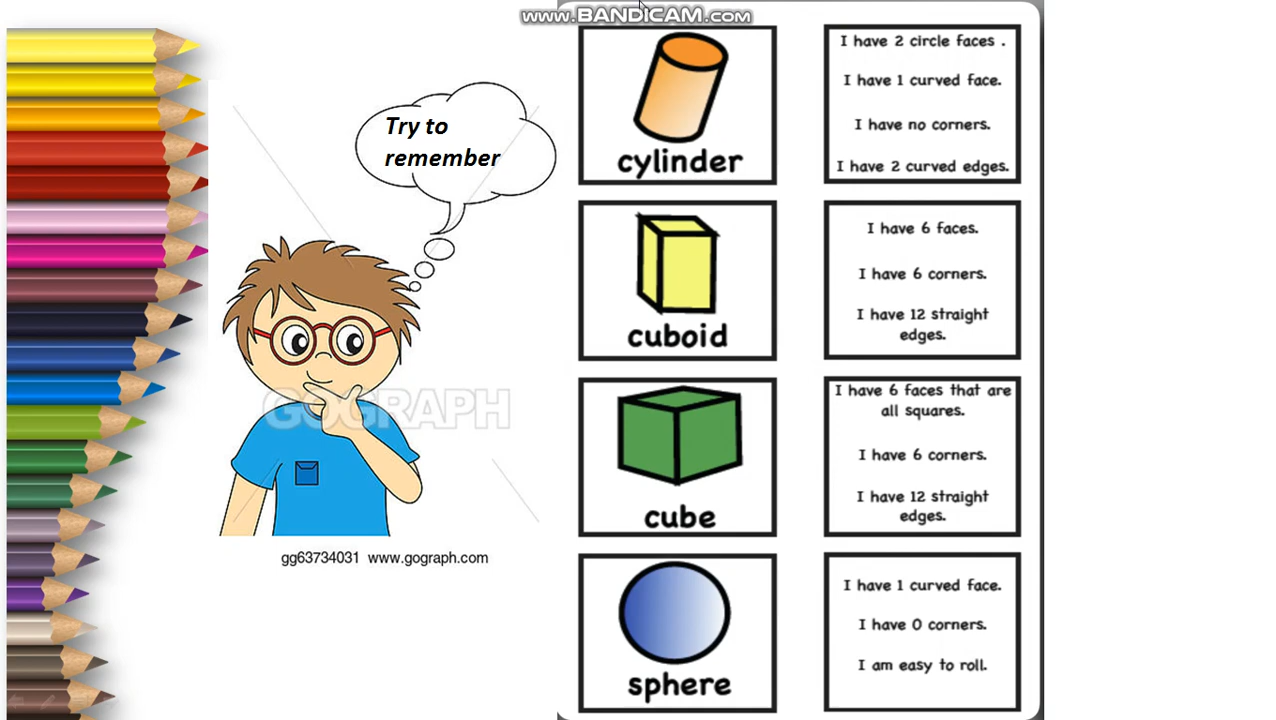 www.BANDICAM.com
Try to
remember
GOGRAPH
gg63734031 www.gograph.com
cylinder
I have 2 circle faces .
I have 1 curved face.
I have no corners.
I have 2 curved edges.
cuboid
I have 6 faces.
I have 6 corners.
I have 12 straight
edges.
cube
I have 6 faces that are
all squares.
I have 6 corners.
I have 12 straight
edges.
sphere
I have 1 curved face.
I have 0 corners.
I am easy to roll.